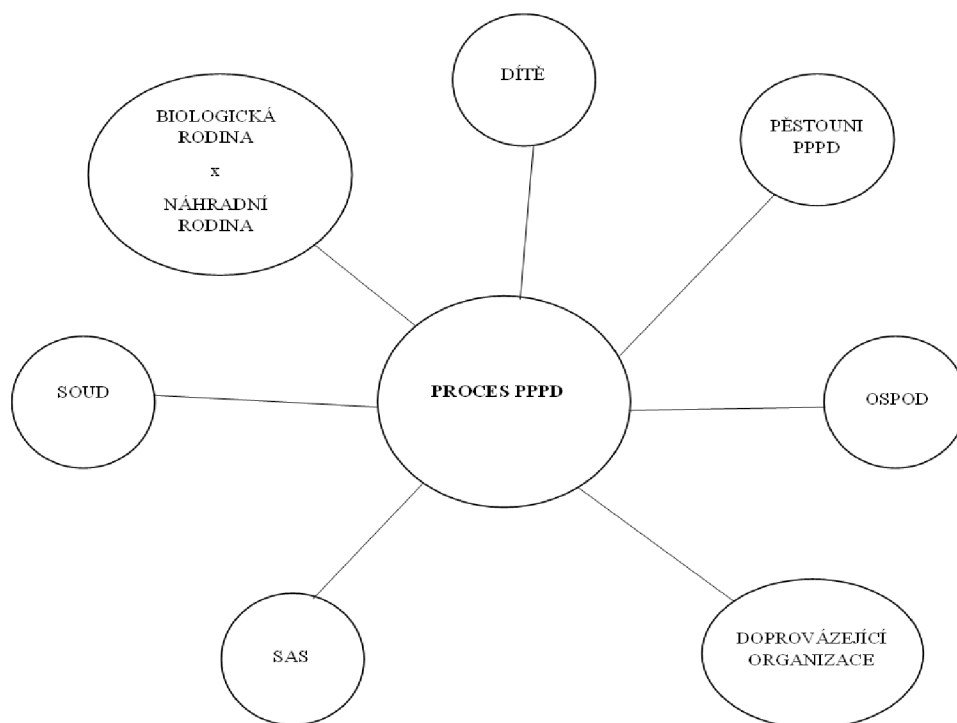 DÍTĚ
BIOLOGICKÁ
RODINA
x
NÁHRADNÍ
RODINA
PĚSTOUNI
PPPD
SOUD
PROCES PPPD
OSPOD
SAS
DOPROVÁZEJÍCÍ
ORGANIZACE